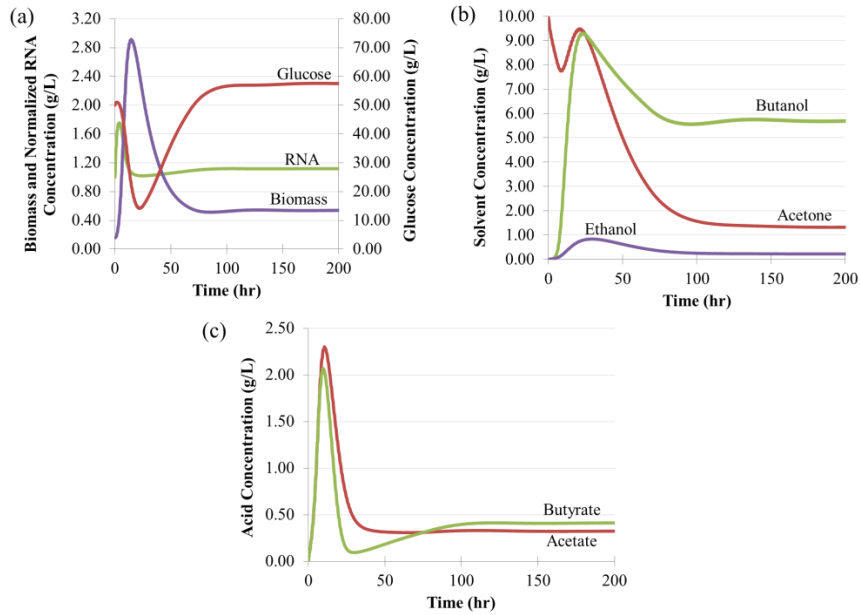 (a)
Biomass and Normalized RNA
Concentration (g/L)
3.20
2.80
2.40
2.00
1.60
1.20
0.80
0.40
0.00
80.00
70.00
60.00
50.00
40.00
30.00
20.00
10.00
0.00
Glucose Concentration (g/L)
Glucose
RNA
Biomass
0 50 100 150 200
Time (hr)
(b)
Solvent Concentration (g/L)
10.00
9.00
8.00
7.00
6.00
5.00
4.00
3.00
2.00
1.00
0.00
Butanol
Acetone
Ethanol
0 50 100 150 200
Time (hr)
(c)
Acid Concentration (g/L)
2.50
2.00
1.50
1.00
0.50
0.00
Butyrate
Acetate
0 50 100 150 200
Time (hr)